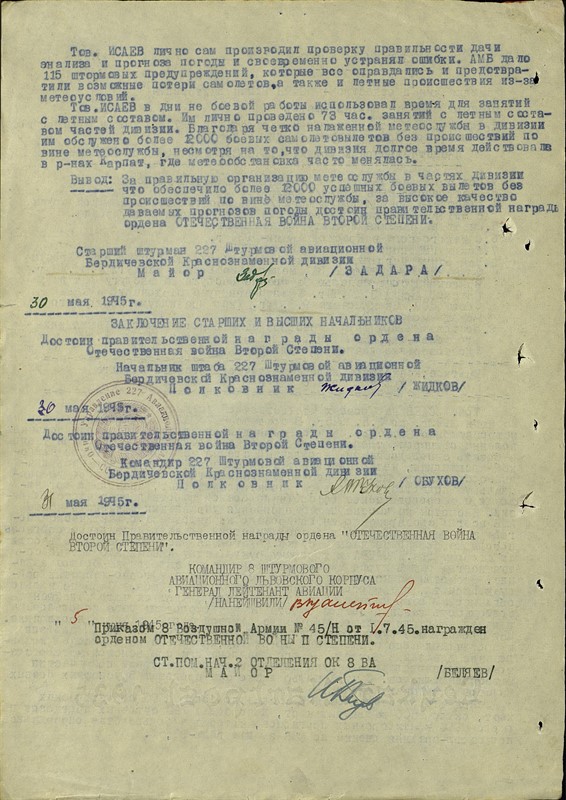 Тов. ИСАЕВ лично сам производил проверку правильности дачи
анализа и прогноза погоды и своевременно устранял ошибки. АМБ дало
115 штормовых предупреждений, которые все оправдались и предотвра-
тили возможные потери самолетов,а также и летные происшествия из-за
метеоусловий.
Тов.ИСАЕВ в дни не боевой работы использовал время для занятий
с летным составом. Им лично проведено 73 час. занятий с летным соста-
вом частей дивизии. Благодаря четко налаженной метеослужбы в дивизии
им обслужено более 12000 боевых самолетовылетов без происшествий по
вине метеослужбы, несмотря на то,что дивизия долгое время действовала
в р-нах Карпат, где метеообстановка часто менялась.
Вывод: За правильную организацию метеослужбы в частях дивизии
что обеспечило более 12000 успешных боевых вылетов без
происшествий по вине метеослужбы, за высокое качество
даваемых прогнозов погоды достоин правительственной награды
ордена ОТЕЧЕСТВЕННАЯ ВОЙНА ВТОРОЙ СТЕПЕНИ.
Старший штурман 227 Штурмовой авиационной
Бердичевской Краснознаменной дивизии
Майор /ЗАДАРА/
30 мая 1945г.
ЗАКЛЮЧЕНИЕ СТАРШИХ И ВЫСШИХ НАЧАЛЬНИКОВ
Достоин правительственной награды ордена
Отечественная война Второй Степени.
Начальник штаба 227 Штурмовой авиационной
Бердичевской Краснознаменной дивизии
Полковник /ЖИДКОВ/
30 мая 1945г.
Достоин правительственной награды ордена
Отечественная война Второй Степени.
Командир 227 Штурмовой авиационной
Бердичевской Краснознаменной дивизии
Полковник /ОБУХОВ/
31 мая 1945г.
Достоин Правительственной награды ордена "ОТЕЧЕСТВЕННАЯ ВОЙНА
ВТОРОЙ СТЕПЕНИ".
КОМАНДИР 8 ШТУРМОВОГО
АВИАЦИОННОГО ЛЬВОВСКОГО КОРПУСА
ГЕНЕРАЛ ЛЕЙТЕНАНТ АВИАЦИИ
/НАНЕЙШВИЛИ/
" 5 " июня 1945 г.
Приказом 8 Воздушной Армии № 45/Н от 1.7.45.награжден
орденом ОТЕЧЕСТВЕННОЙ ВОЙНЫ П СТЕПЕНИ.
СТ.ПОМ.НАЧ.2 ОТДЕЛЕНИЯ ОК 8 ВА
МАЙОР /БЕЛЯЕВ/